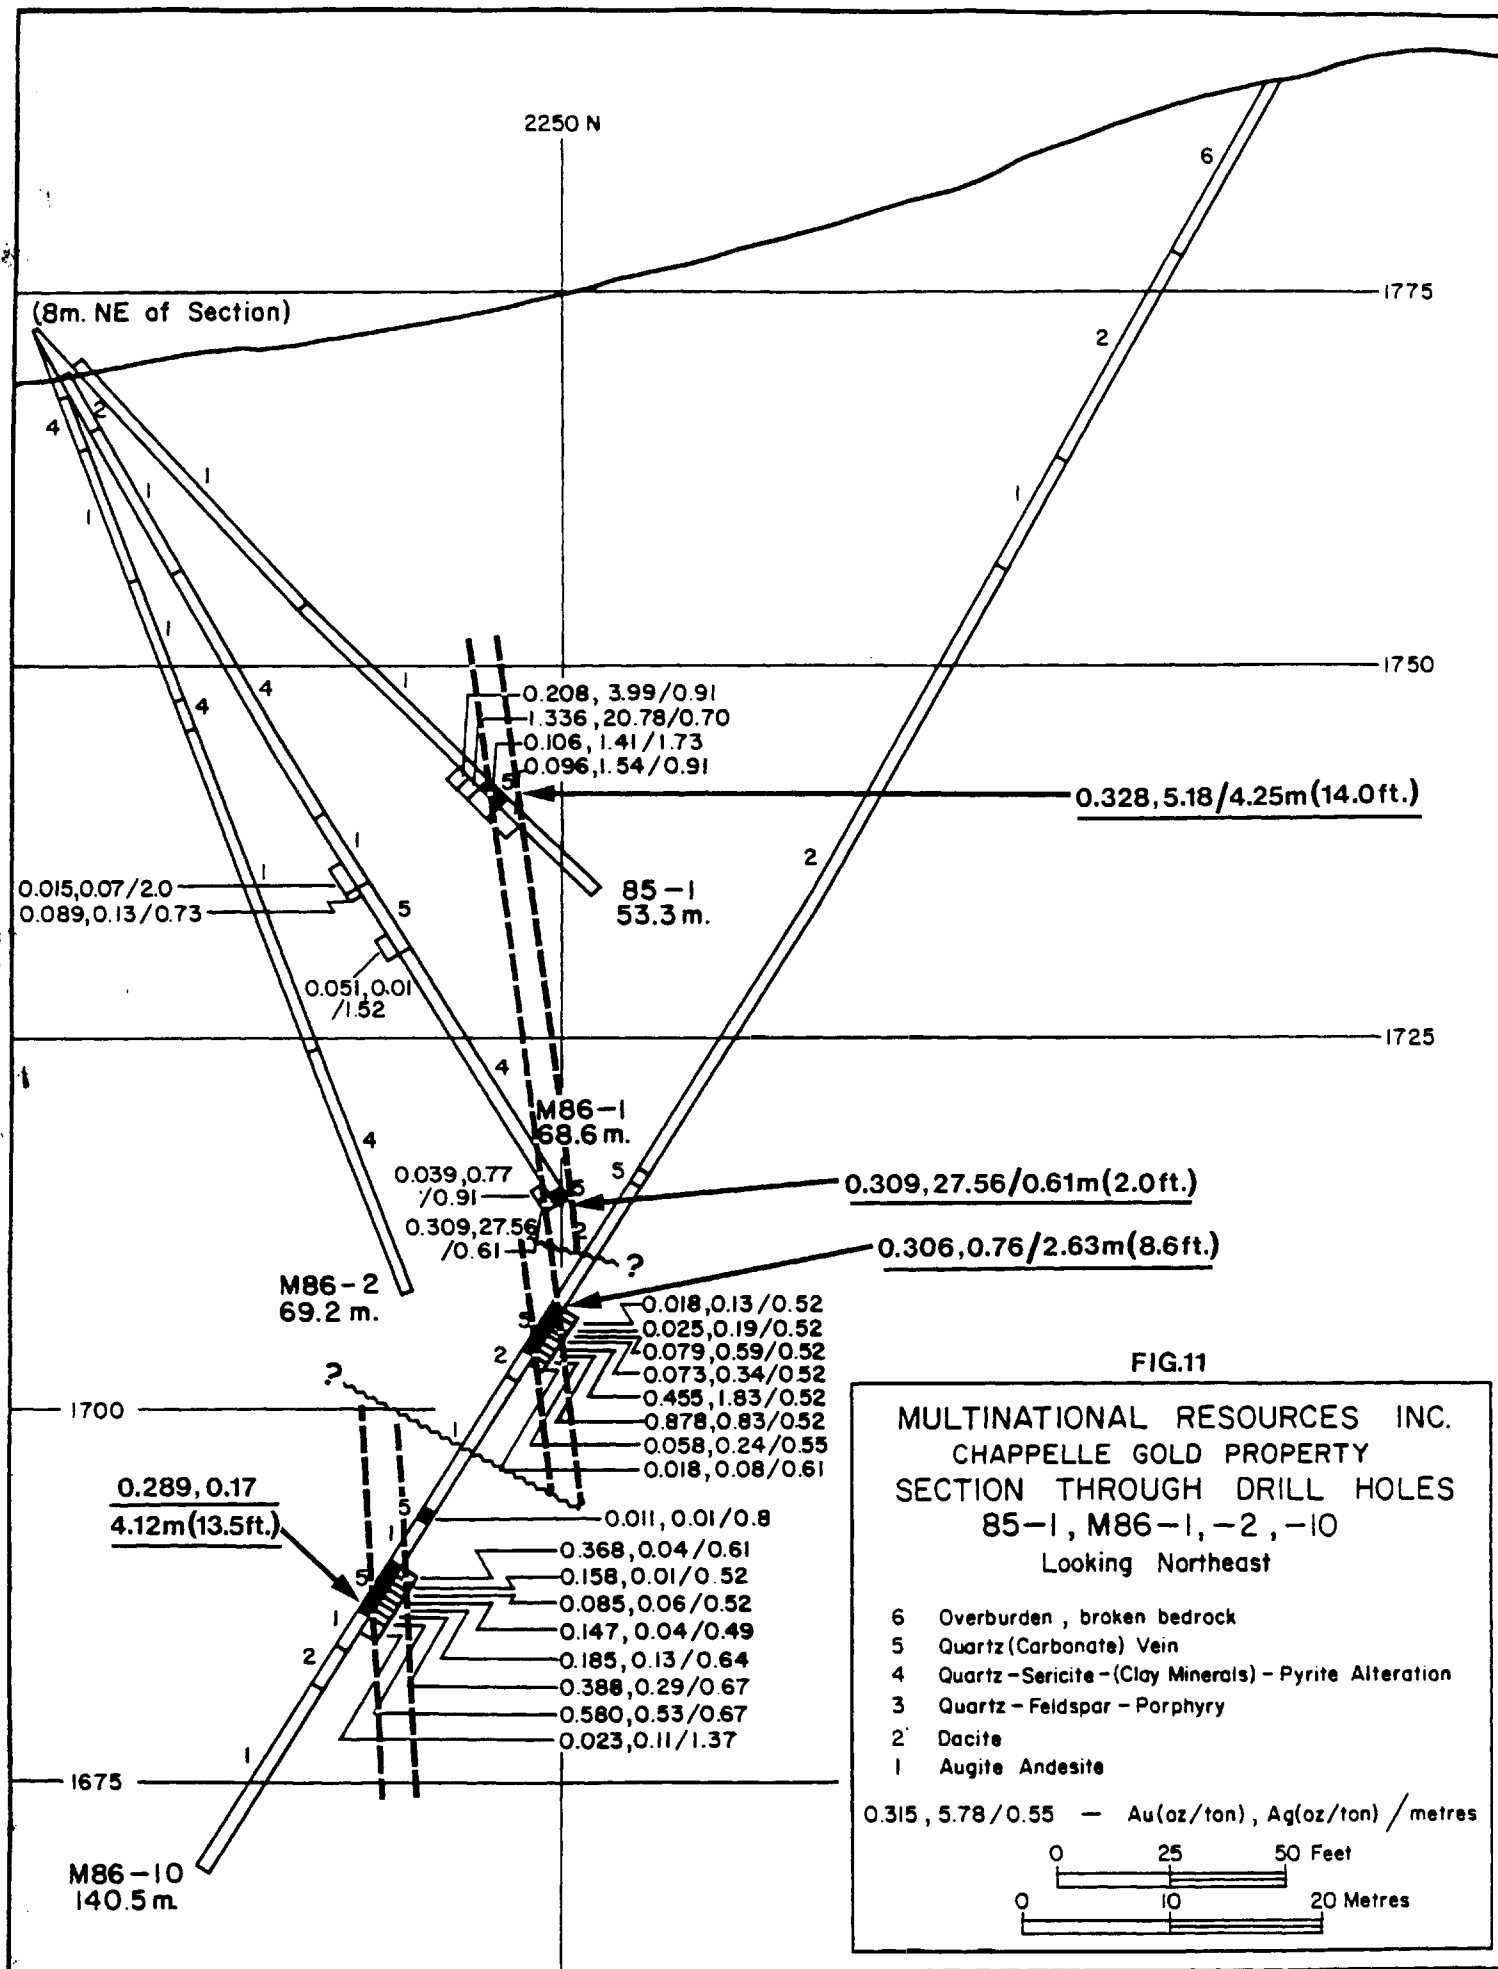 2250 N
6
1775
(8m. NE of Section)
2
4
2
1
1
1
1
1
1750
4
4
1
0.208, 3.99/0.91
1.336, 20.78/0.70
0.106, 1.41/1.73
0.096, 1.54/0.91
5
0.328, 5.18/4.25m (14.0ft.)
1
1
2
0.015, 0.07/2.0
0.089, 0.13/0.73
5
85-1
53.3 m.
0.051, 0.01
/1.52
1725
4
M86-1
68.6 m.
4
0.039, 0.77
/0.91
5
5
0.309, 27.56/0.61m (2.0ft.)
0.309, 27.56
/0.61
2
?
0.306, 0.76/2.63m (8.6ft.)
M86-2
69.2 m.
5
2
0.018, 0.13/0.52
0.025, 0.19/0.52
0.079, 0.59/0.52
0.073, 0.34/0.52
0.455, 1.83/0.52
0.878, 0.83/0.52
0.058, 0.24/0.55
0.018, 0.08/0.61
?
1700
1
0.289, 0.17
4.12m (13.5ft.)
5
1
0.011, 0.01/0.8
5
1
2
0.368, 0.04/0.61
0.158, 0.01/0.52
0.085, 0.06/0.52
0.147, 0.04/0.49
0.185, 0.13/0.64
0.388, 0.29/0.67
0.580, 0.53/0.67
0.023, 0.11/1.37
1
1675
M86-10
140.5 m.
FIG.11
MULTINATIONAL RESOURCES INC.
CHAPPELLE GOLD PROPERTY
SECTION THROUGH DRILL HOLES
85-1, M86-1, -2, -10
Looking Northeast
6 Overburden, broken bedrock
5 Quartz (Carbonate) Vein
4 Quartz-Sericite-(Clay Minerals)-Pyrite Alteration
3 Quartz-Feldspar-Porphyry
2 Dacite
1 Augite Andesite
0.315, 5.78/0.55 — Au(oz/ton), Ag(oz/ton)/metres
0 25 50 Feet
0 10 20 Metres